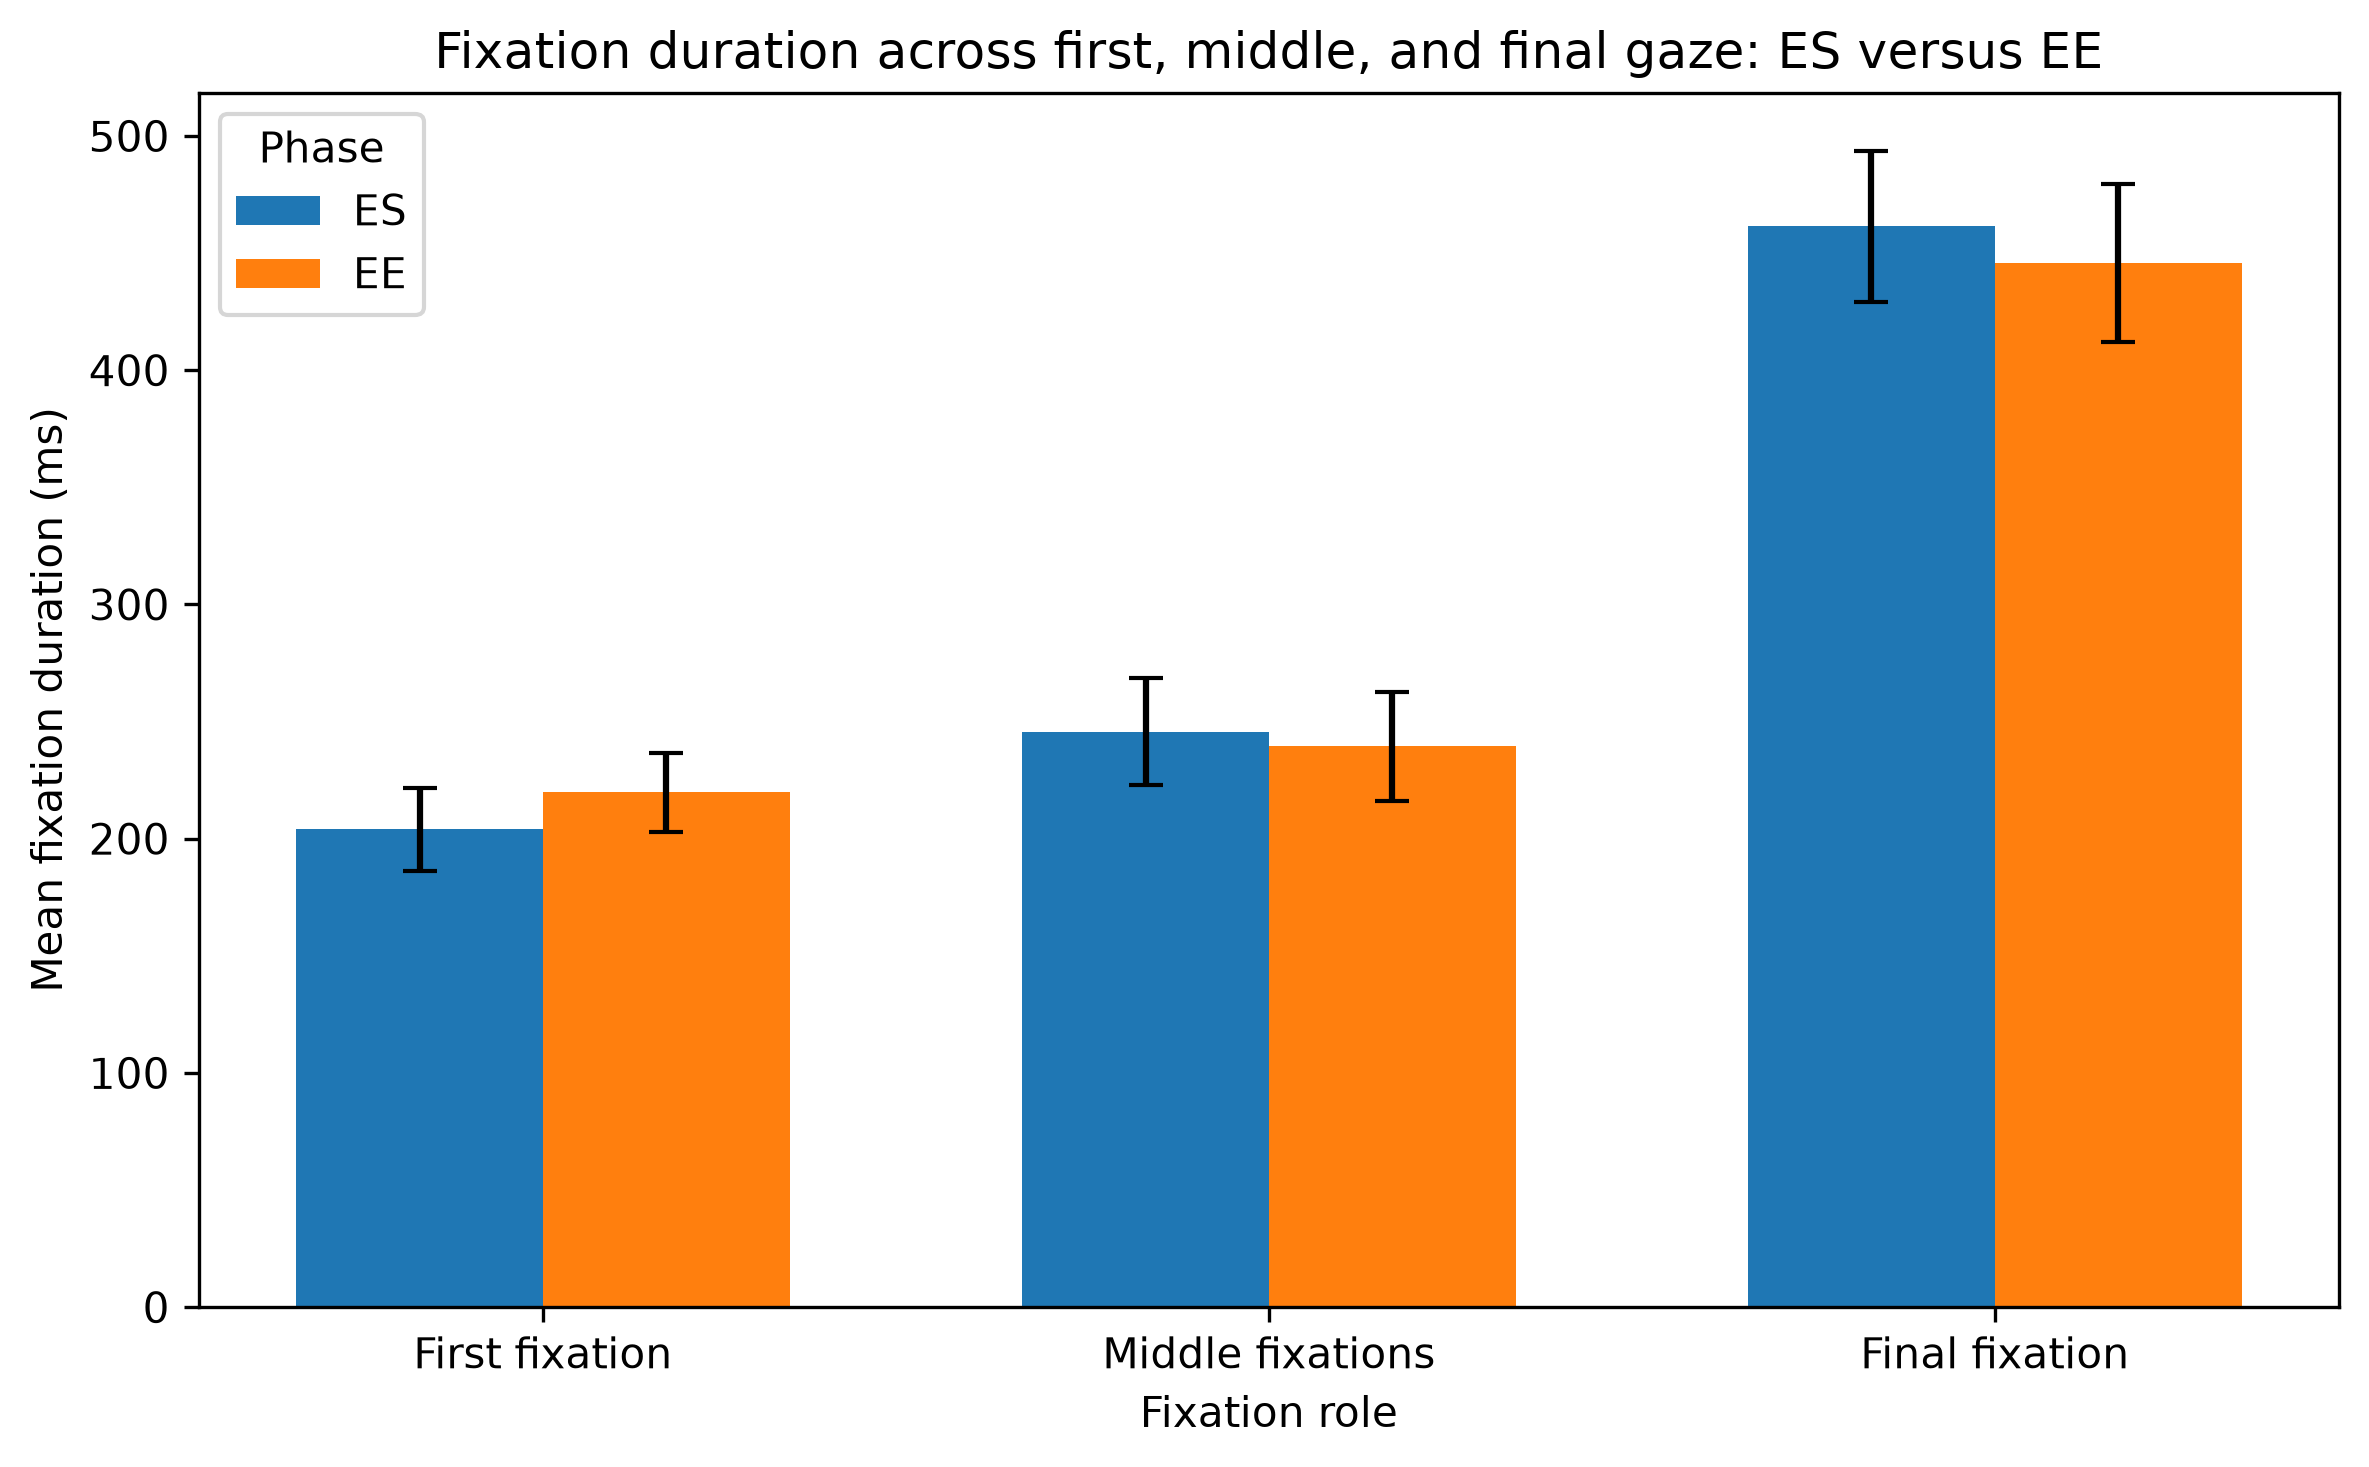 Fixation duration across first, middle, and final gaze: ES versus EE
Phase
ES
EE
Mean fixation duration (ms)
500
400
300
200
100
0
First fixation
Middle fixations
Final fixation
Fixation role